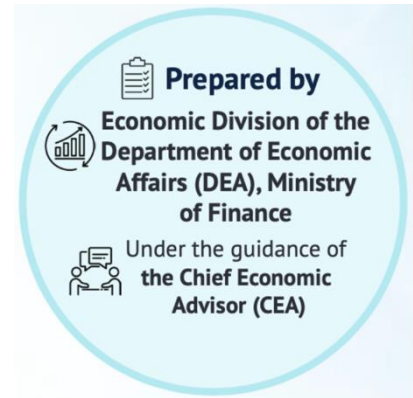 Prepared by
Economic Division of the
Department of Economic
Affairs (DEA), Ministry
of Finance
Under the guidance of
the Chief Economic
Advisor (CEA)